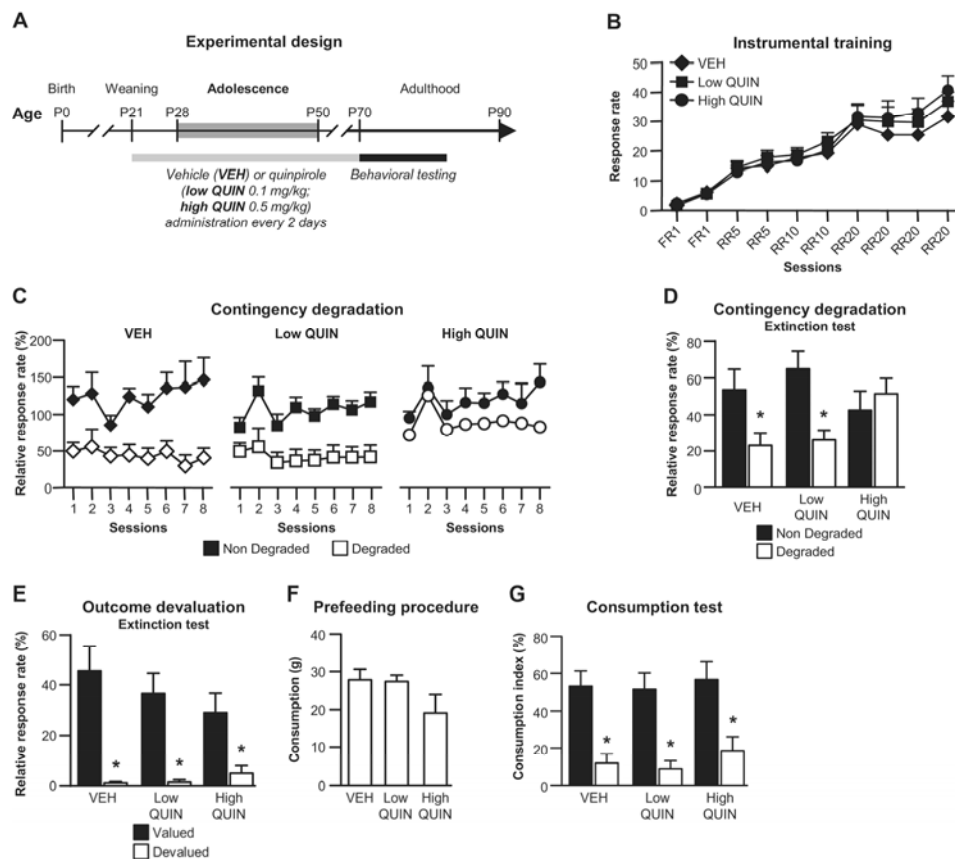 A
Experimental design
Birth
Weaning
Adolescence
Adulthood
Age
P0
P21
P28
P50
P70
P90
Vehicle (VEH) or quinpirole
(low QUIN 0.1 mg/kg;
high QUIN 0.5 mg/kg)
administration every 2 days
Behavioral testing
B
Instrumental training
VEH
Low QUIN
High QUIN
Response rate
50
40
30
20
10
0
FR1
FR1
RR5
RR5
RR10
RR10
RR20
RR20
RR20
RR20
Sessions
C
Contingency degradation
VEH
Low QUIN
High QUIN
Relative response rate (%)
200
150
100
50
0
1 2 3 4 5 6 7 8
1 2 3 4 5 6 7 8
1 2 3 4 5 6 7 8
Sessions
Sessions
Sessions
Non Degraded
Degraded
D
Contingency degradation
Extinction test
Relative response rate (%)
80
60
40
20
0
*
*
VEH
Low
QUIN
High
QUIN
Non Degraded
Degraded
E
Outcome devaluation
Extinction test
Relative response rate (%)
60
40
20
0
*
*
*
VEH
Low
QUIN
High
QUIN
Valued
Devalued
F
Prefeeding procedure
Consumption (g)
40
30
20
30
VEH
Low
QUIN
High
QUIN
G
Consumption test
Consumption index (%)
80
60
40
20
0
*
*
*
VEH
Low
QUIN
High
QUIN